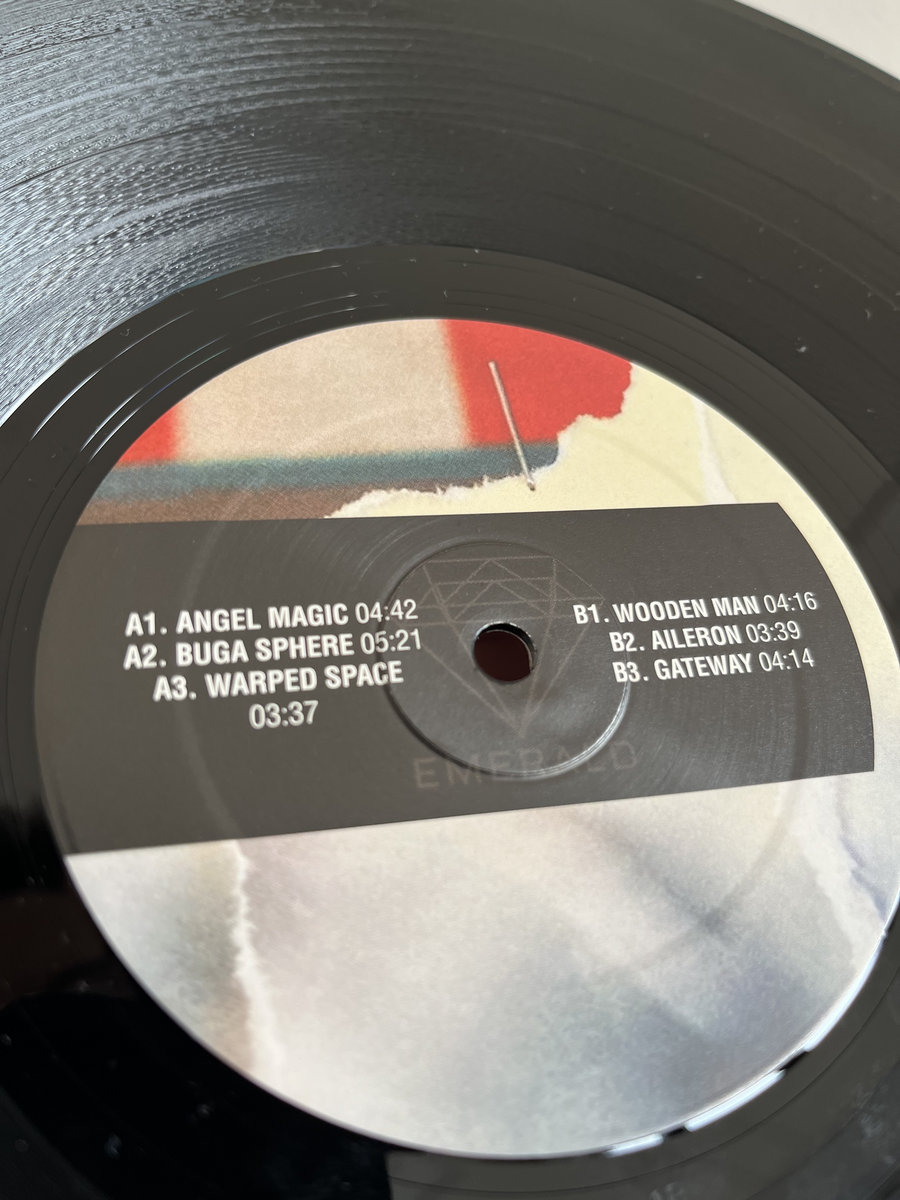 A1. ANGEL MAGIC 04:42
A2. BUGA SPHERE 05:21
A3. WARPED SPACE
03:37
B1. WOODEN MAN 04:16
B2. AILERON 03:39
B3. GATEWAY 04:14
EMERALD